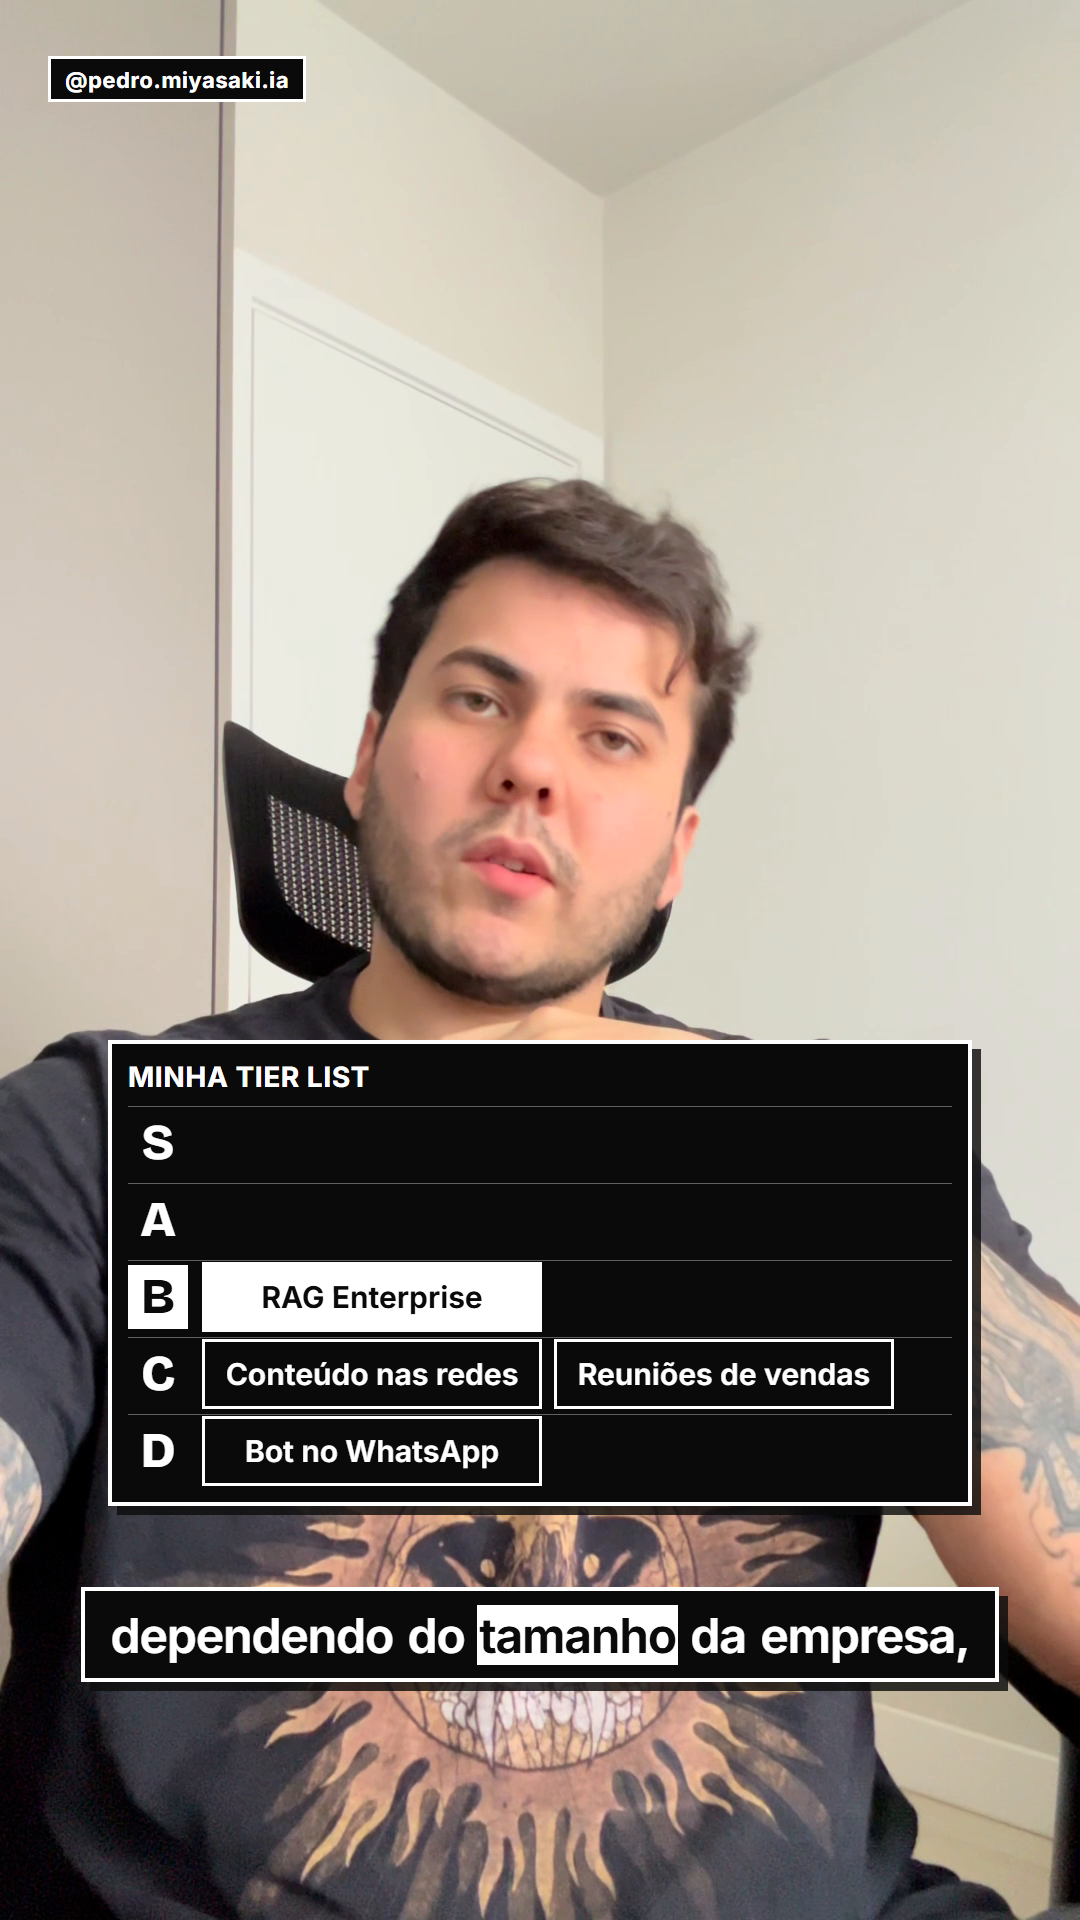 @pedro.miyasaki.ia
MINHA TIER LIST
S
A
B RAG Enterprise
C Conteúdo nas redes Reuniões de vendas
D Bot no WhatsApp
dependendo do tamanho da empresa,